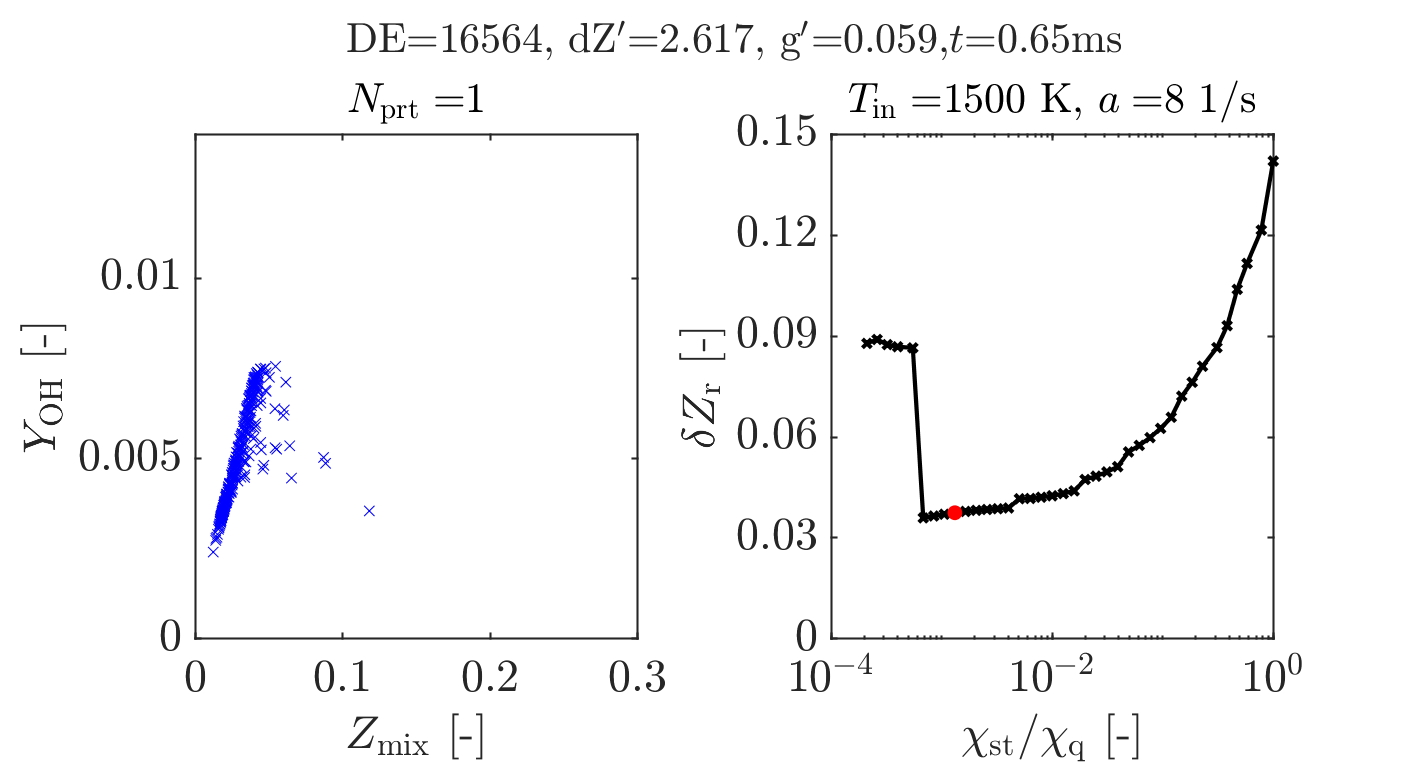 DE=16564, dZ′=2.617, g′=0.059,t=0.65ms
N_prt =1
0.01
0.005
0
0 0.1 0.2 0.3
Y_OH [-]
Z_mix [-]
T_in =1500 K, a =8 1/s
0.15
0.12
0.09
0.06
0.03
0
10⁻⁴ 10⁻² 10⁰
δZ_r [-]
χ_st/χ_q [-]